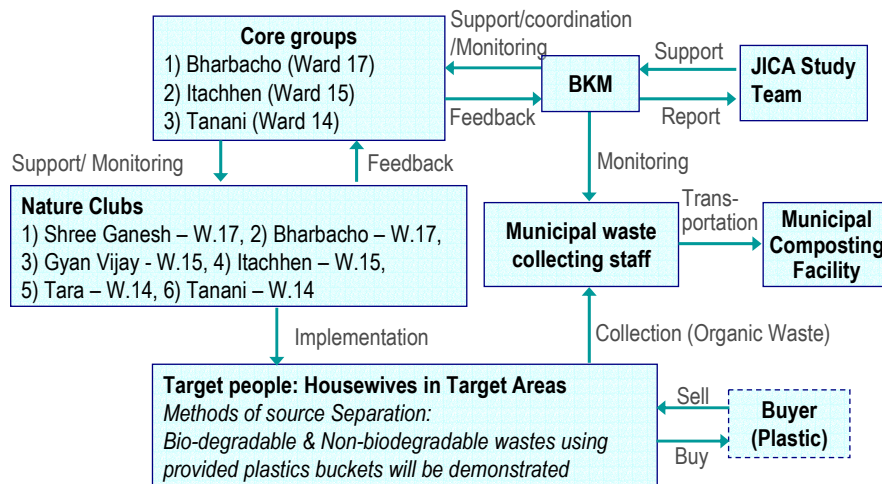 Core groups
1) Bharbacho (Ward 17)
2) Itachhen (Ward 15)
3) Tanani (Ward 14)
Support/coordination
/Monitoring
Feedback
BKM
Support
Report
JICA Study
Team
Support/ Monitoring
Feedback
Monitoring
Nature Clubs
1) Shree Ganesh – W.17, 2) Bharbacho – W.17,
3) Gyan Vijay - W.15, 4) Itachhen – W.15,
5) Tara – W.14, 6) Tanani – W.14
Municipal waste
collecting staff
Trans-
portation
Municipal
Composting
Facility
Implementation
Collection (Organic Waste)
Target people: Housewives in Target Areas
Methods of source Separation:
Bio-degradable & Non-biodegradable wastes using
provided plastics buckets will be demonstrated
Sell
Buy
Buyer
(Plastic)